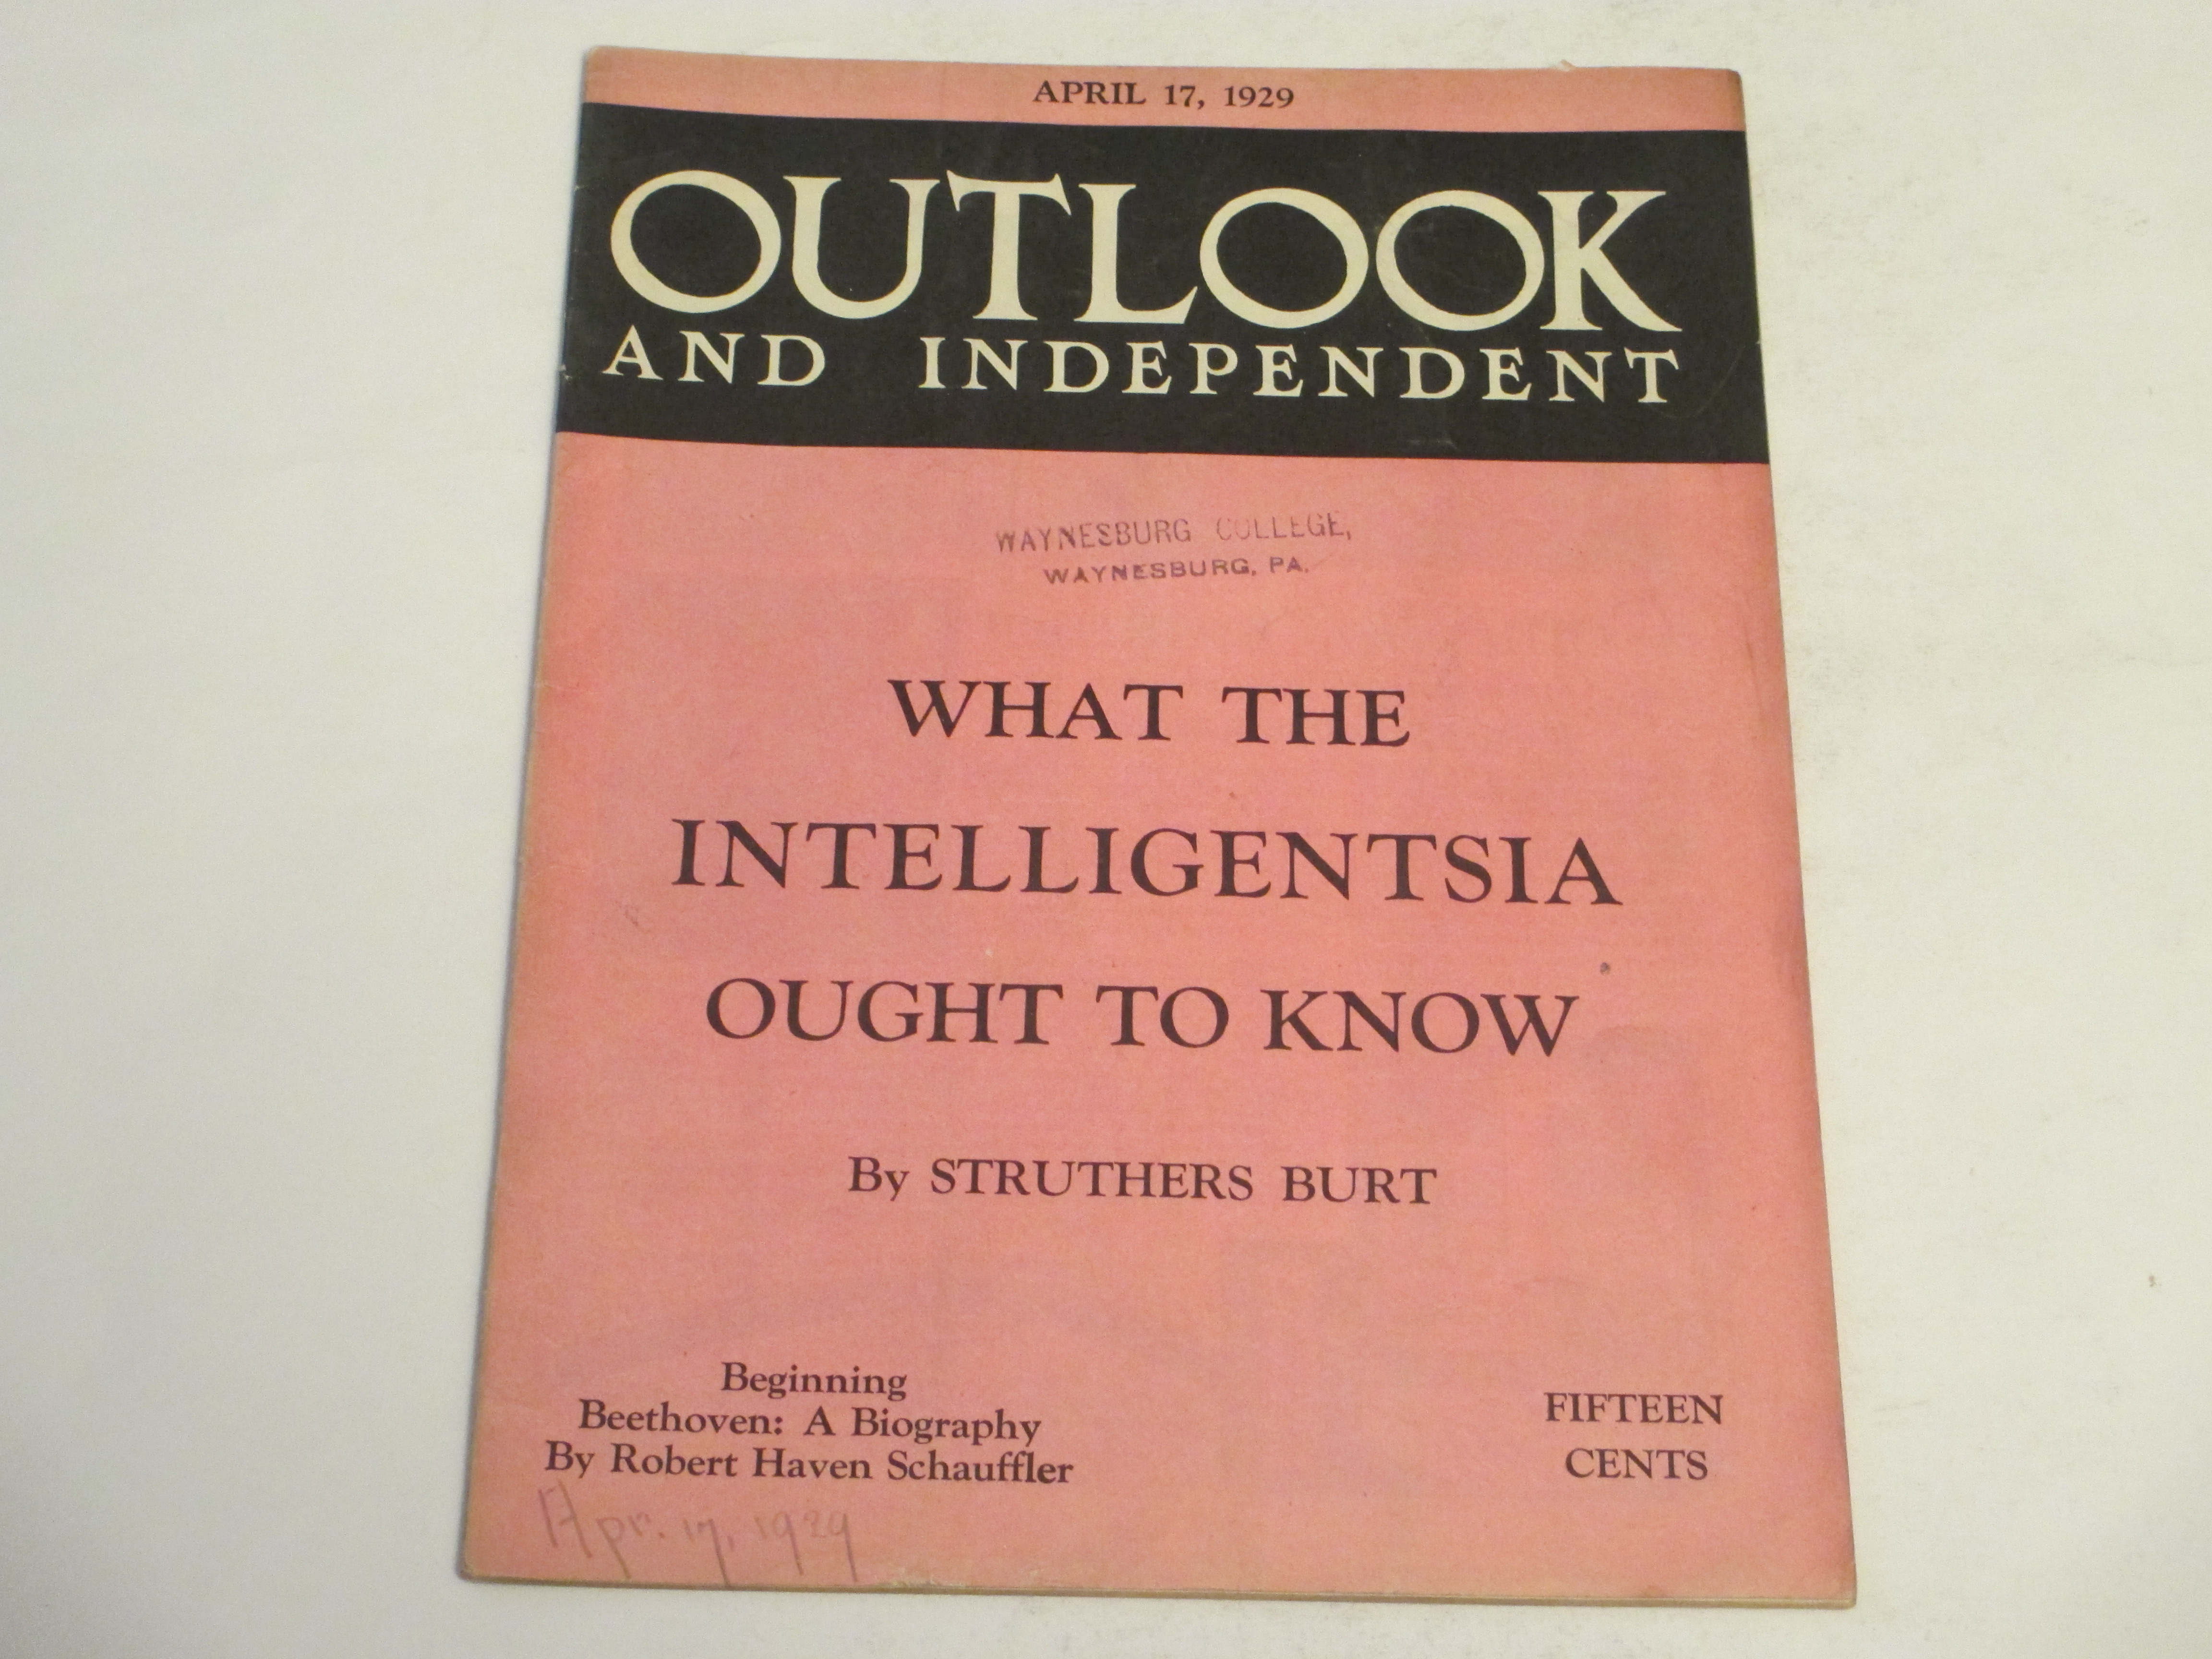 APRIL 17, 1929
OUTLOOK
AND INDEPENDENT
WAYNESBURG COLLEGE,
WAYNESBURG, PA.
WHAT THE
INTELLIGENTSIA
OUGHT TO KNOW
By STRUTHERS BURT
Beginning
Beethoven: A Biography
By Robert Haven Schauffler
FIFTEEN
CENTS
Apr. 17, 1929